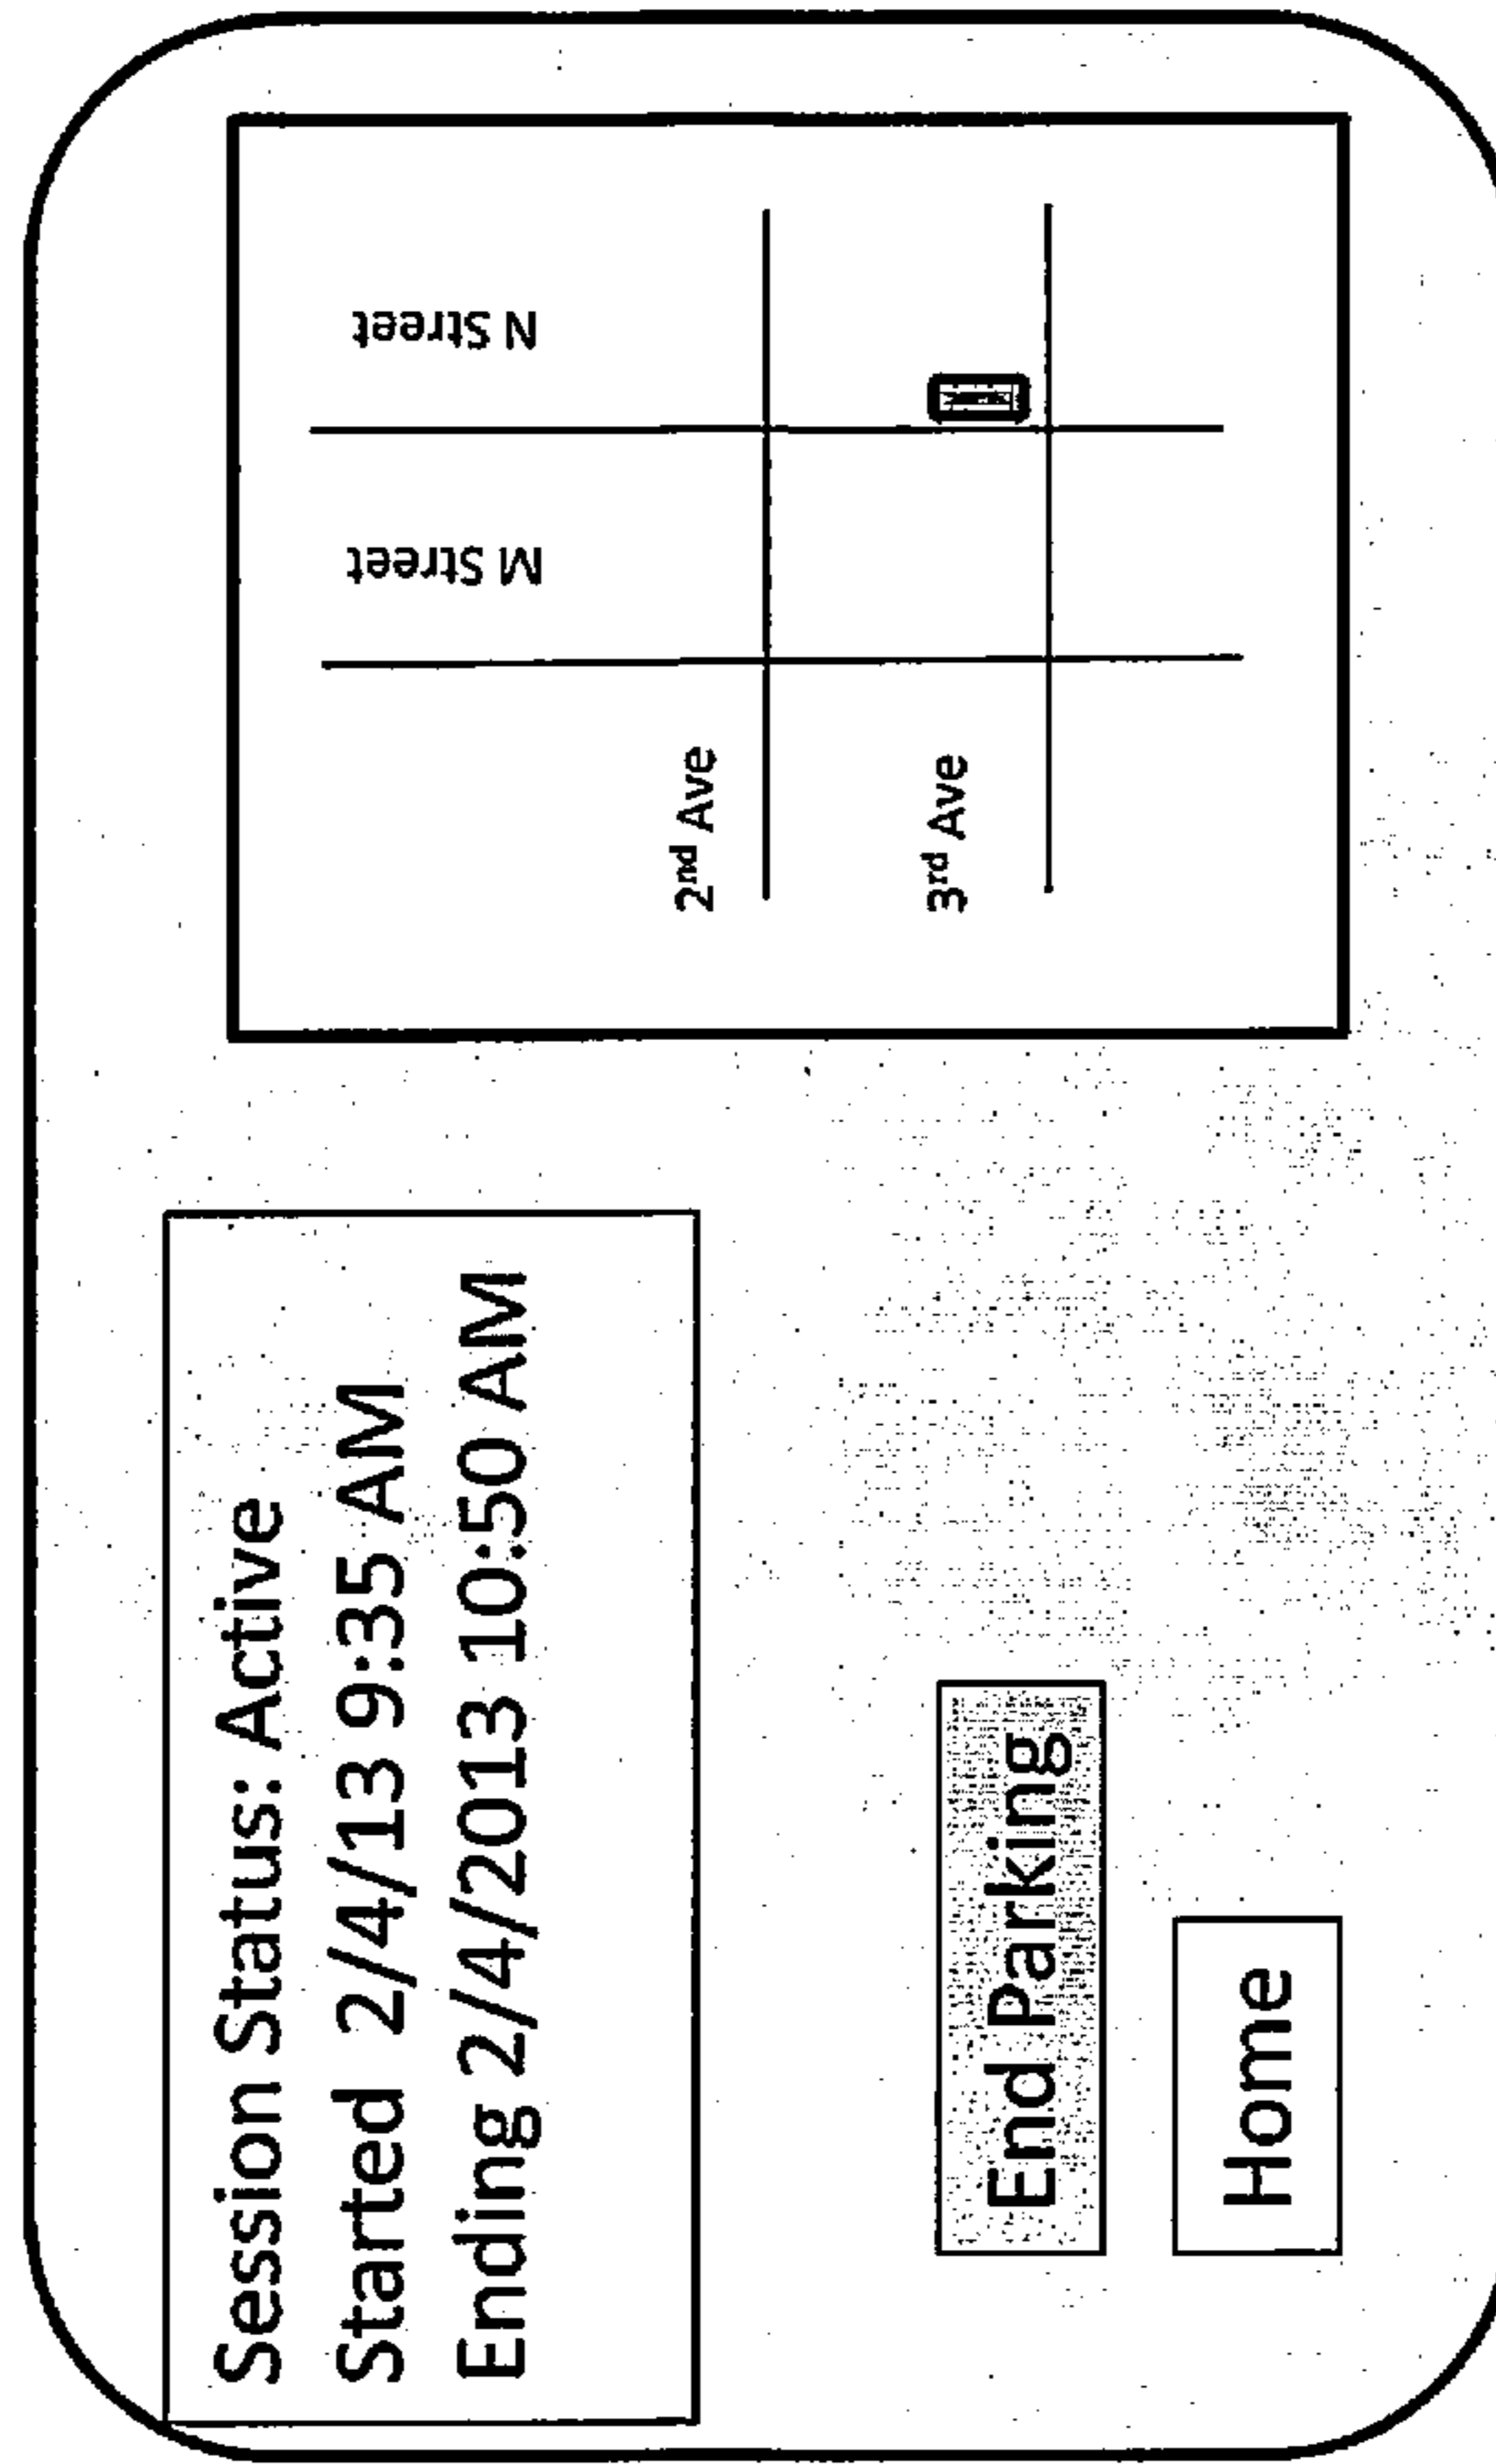 Session Status: Active
Started 2/4/13 9:35 AM
Ending 2/4/2013 10:50 AM
End Parking
Home
M Street
N Street
2nd Ave
3rd Ave